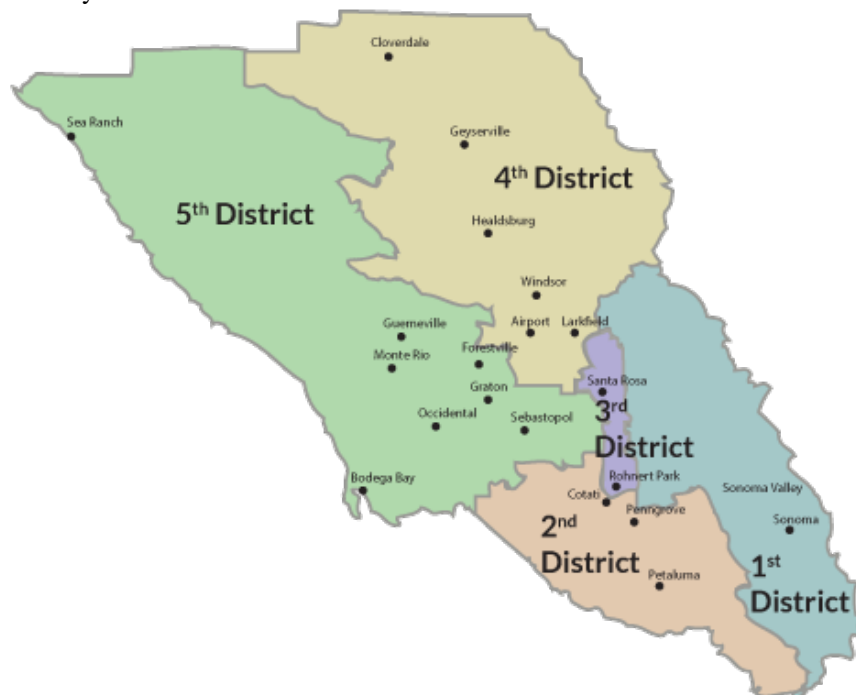 Cloverdale
Sea Ranch
Geyserville
4th District
5th District
Healdsburg
Windsor
Guerneville
Airport
Larkfield
Monte Rio
Forestville
Graton
Santa Rosa
3rd
District
Occidental
Sebastopol
Bodega Bay
Rohnert Park
Cotati
Sonoma Valley
Penngrove
Sonoma
2nd
District
Petaluma
1st
District